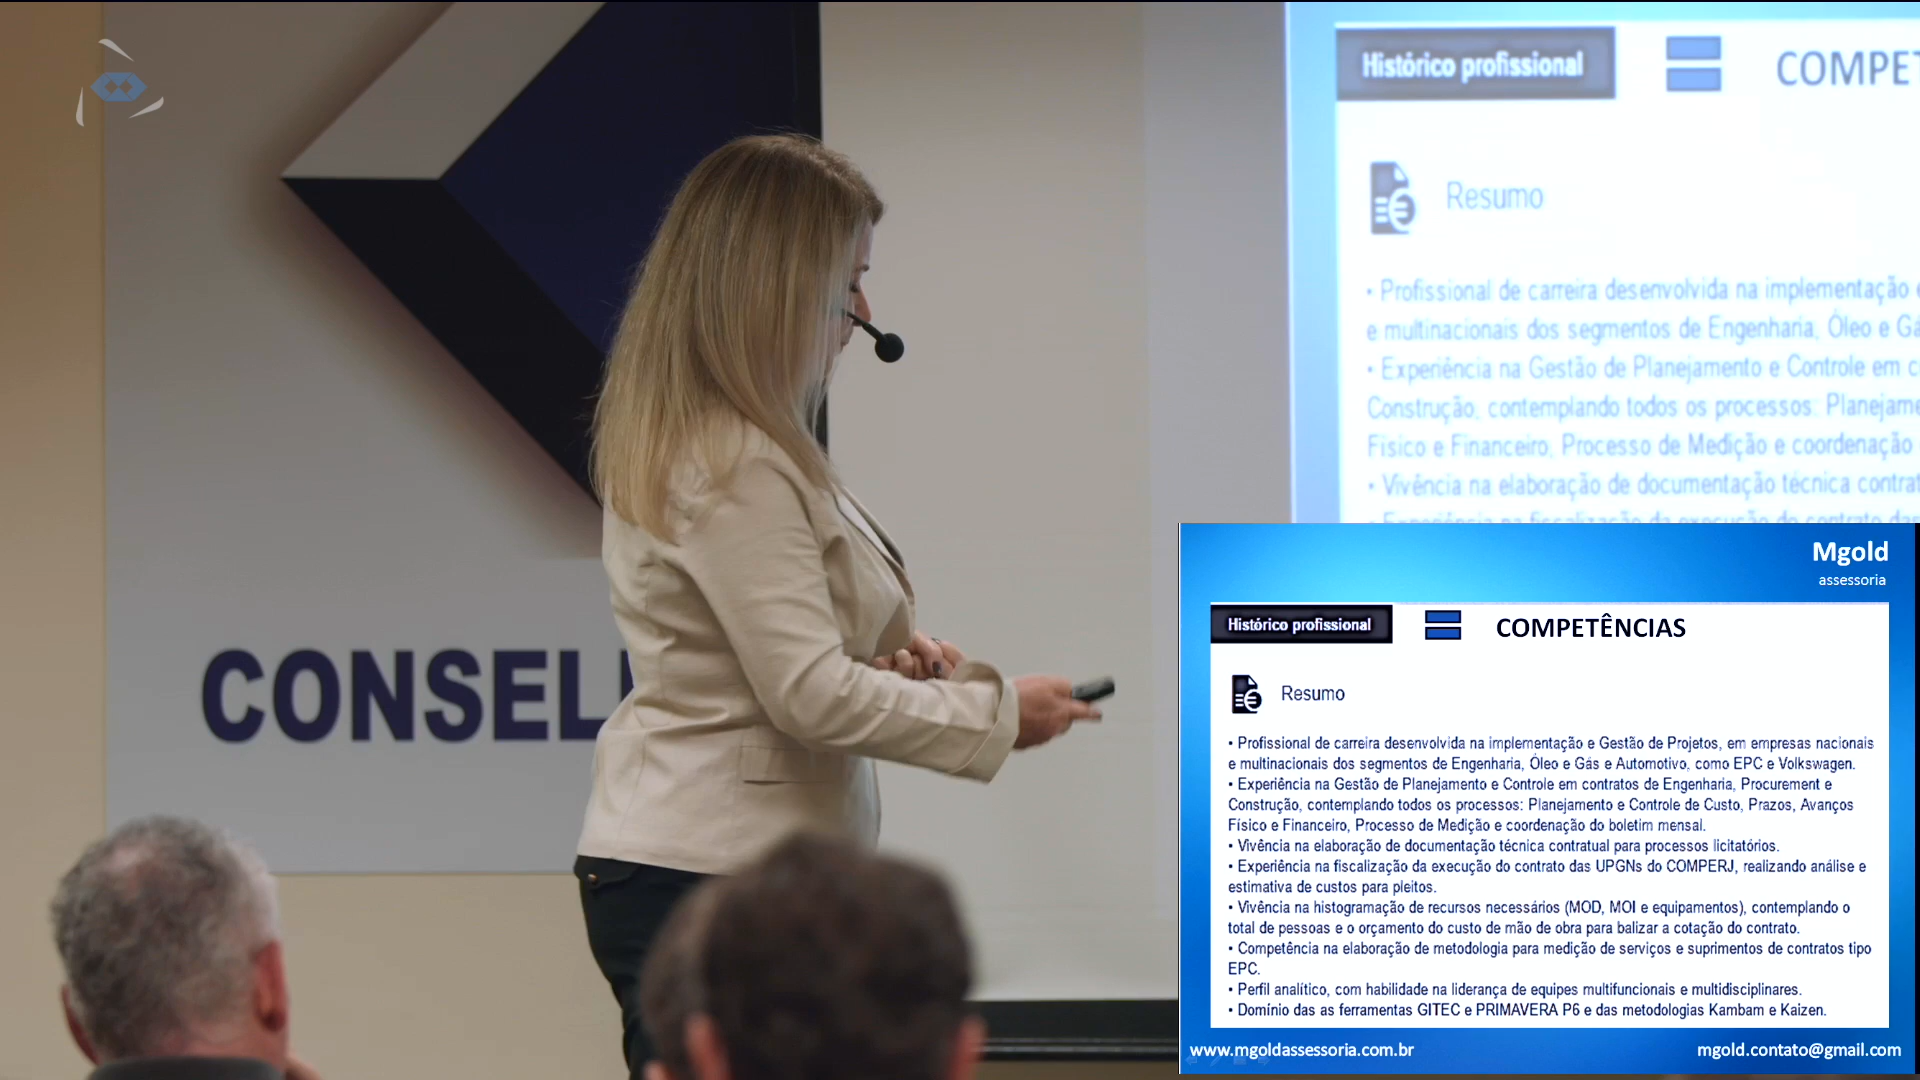 Histórico profissional
COMPET
Resumo
• Profissional de carreira desenvolvida na implementação e
e multinacionais dos segmentos de Engenharia, Óleo e Gá
• Experiência na Gestão de Planejamento e Controle em c
Construção, contemplando todos os processos: Planejame
Físico e Financeiro, Processo de Medição e coordenação
• Vivência na elaboração de documentação técnica contrat
• Experiência na fiscalização da execução do contrato das
CONSEL
Mgold
assessoria
Histórico profissional
COMPETÊNCIAS
Resumo
• Profissional de carreira desenvolvida na implementação e Gestão de Projetos, em empresas nacionais
e multinacionais dos segmentos de Engenharia, Óleo e Gás e Automotivo, como EPC e Volkswagen.
• Experiência na Gestão de Planejamento e Controle em contratos de Engenharia, Procurement e
Construção, contemplando todos os processos: Planejamento e Controle de Custo, Prazos, Avanços
Físico e Financeiro, Processo de Medição e coordenação do boletim mensal.
• Vivência na elaboração de documentação técnica contratual para processos licitatórios.
• Experiência na fiscalização da execução do contrato das UPGNs do COMPERJ, realizando análise e
estimativa de custos para pleitos.
• Vivência na histogramação de recursos necessários (MOD, MOI e equipamentos), contemplando o
total de pessoas e o orçamento do custo de mão de obra para balizar a cotação do contrato.
• Competência na elaboração de metodologia para medição de serviços e suprimentos de contratos tipo
EPC.
• Perfil analítico, com habilidade na liderança de equipes multifuncionais e multidisciplinares.
• Domínio das as ferramentas GITEC e PRIMAVERA P6 e das metodologias Kambam e Kaizen.
www.mgoldassessoria.com.br
mgold.contato@gmail.com